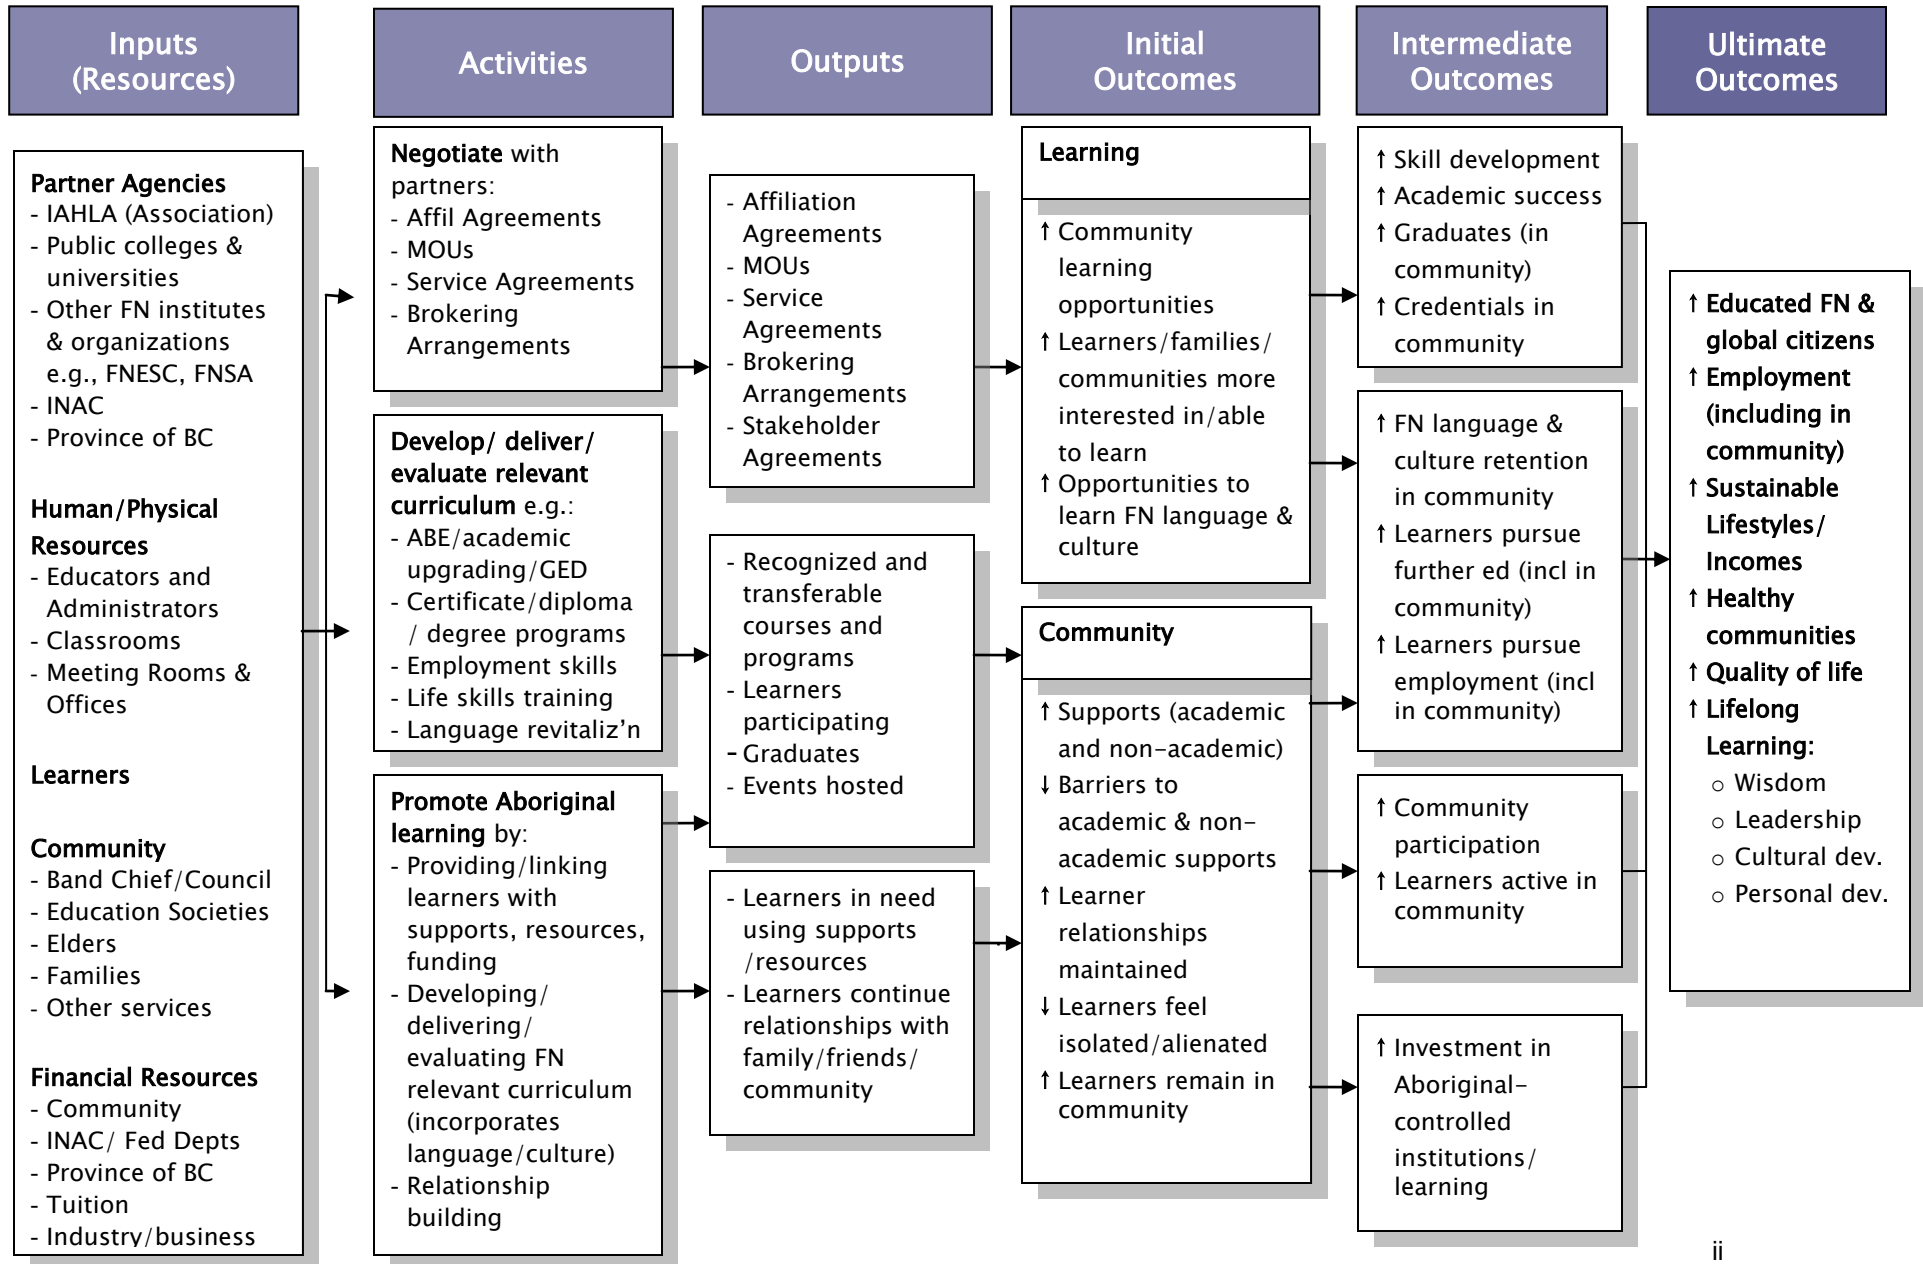 Inputs
(Resources)
Activities
Outputs
Initial
Outcomes
Intermediate
Outcomes
Ultimate
Outcomes
Partner Agencies
- IAHLA (Association)
- Public colleges &
universities
- Other FN institutes
& organizations
e.g., FNESC, FNSA
- INAC
- Province of BC
Human/Physical
Resources
- Educators and
Administrators
- Classrooms
- Meeting Rooms &
Offices
Learners
Community
- Band Chief/Council
- Education Societies
- Elders
- Families
- Other services
Financial Resources
- Community
- INAC/ Fed Depts
- Province of BC
- Tuition
- Industry/business
Negotiate with
partners:
- Affil Agreements
- MOUs
- Service Agreements
- Brokering
Arrangements
Develop/ deliver/
evaluate relevant
curriculum e.g.:
- ABE/academic
upgrading/GED
- Certificate/diploma
/ degree programs
- Employment skills
- Life skills training
- Language revitaliz’n
Promote Aboriginal
learning by:
- Providing/linking
learners with
supports, resources,
funding
- Developing/
delivering/
evaluating FN
relevant curriculum
(incorporates
language/culture)
- Relationship
building
- Affiliation
Agreements
- MOUs
- Service
Agreements
- Brokering
Arrangements
- Stakeholder
Agreements
- Recognized and
transferable
courses and
programs
- Learners
participating
- Graduates
- Events hosted
- Learners in need
using supports
/resources
- Learners continue
relationships with
family/friends/
community
Learning
↑ Community
learning
opportunities
↑ Learners/families/
communities more
interested in/able
to learn
↑ Opportunities to
learn FN language &
culture
Community
↑ Supports (academic
and non-academic)
↓ Barriers to
academic & non-
academic supports
↑ Learner
relationships
maintained
↓ Learners feel
isolated/alienated
↑ Learners remain in
community
↑ Skill development
↑ Academic success
↑ Graduates (in
community)
↑ Credentials in
community
↑ FN language &
culture retention
in community
↑ Learners pursue
further ed (incl in
community)
↑ Learners pursue
employment (incl
in community)
↑ Community
participation
↑ Learners active in
community
↑ Investment in
Aboriginal-
controlled
institutions/
learning
↑ Educated FN &
global citizens
↑ Employment
(including in
community)
↑ Sustainable
Lifestyles/
Incomes
↑ Healthy
communities
↑ Quality of life
↑ Lifelong
Learning:
o Wisdom
o Leadership
o Cultural dev.
o Personal dev.
ii